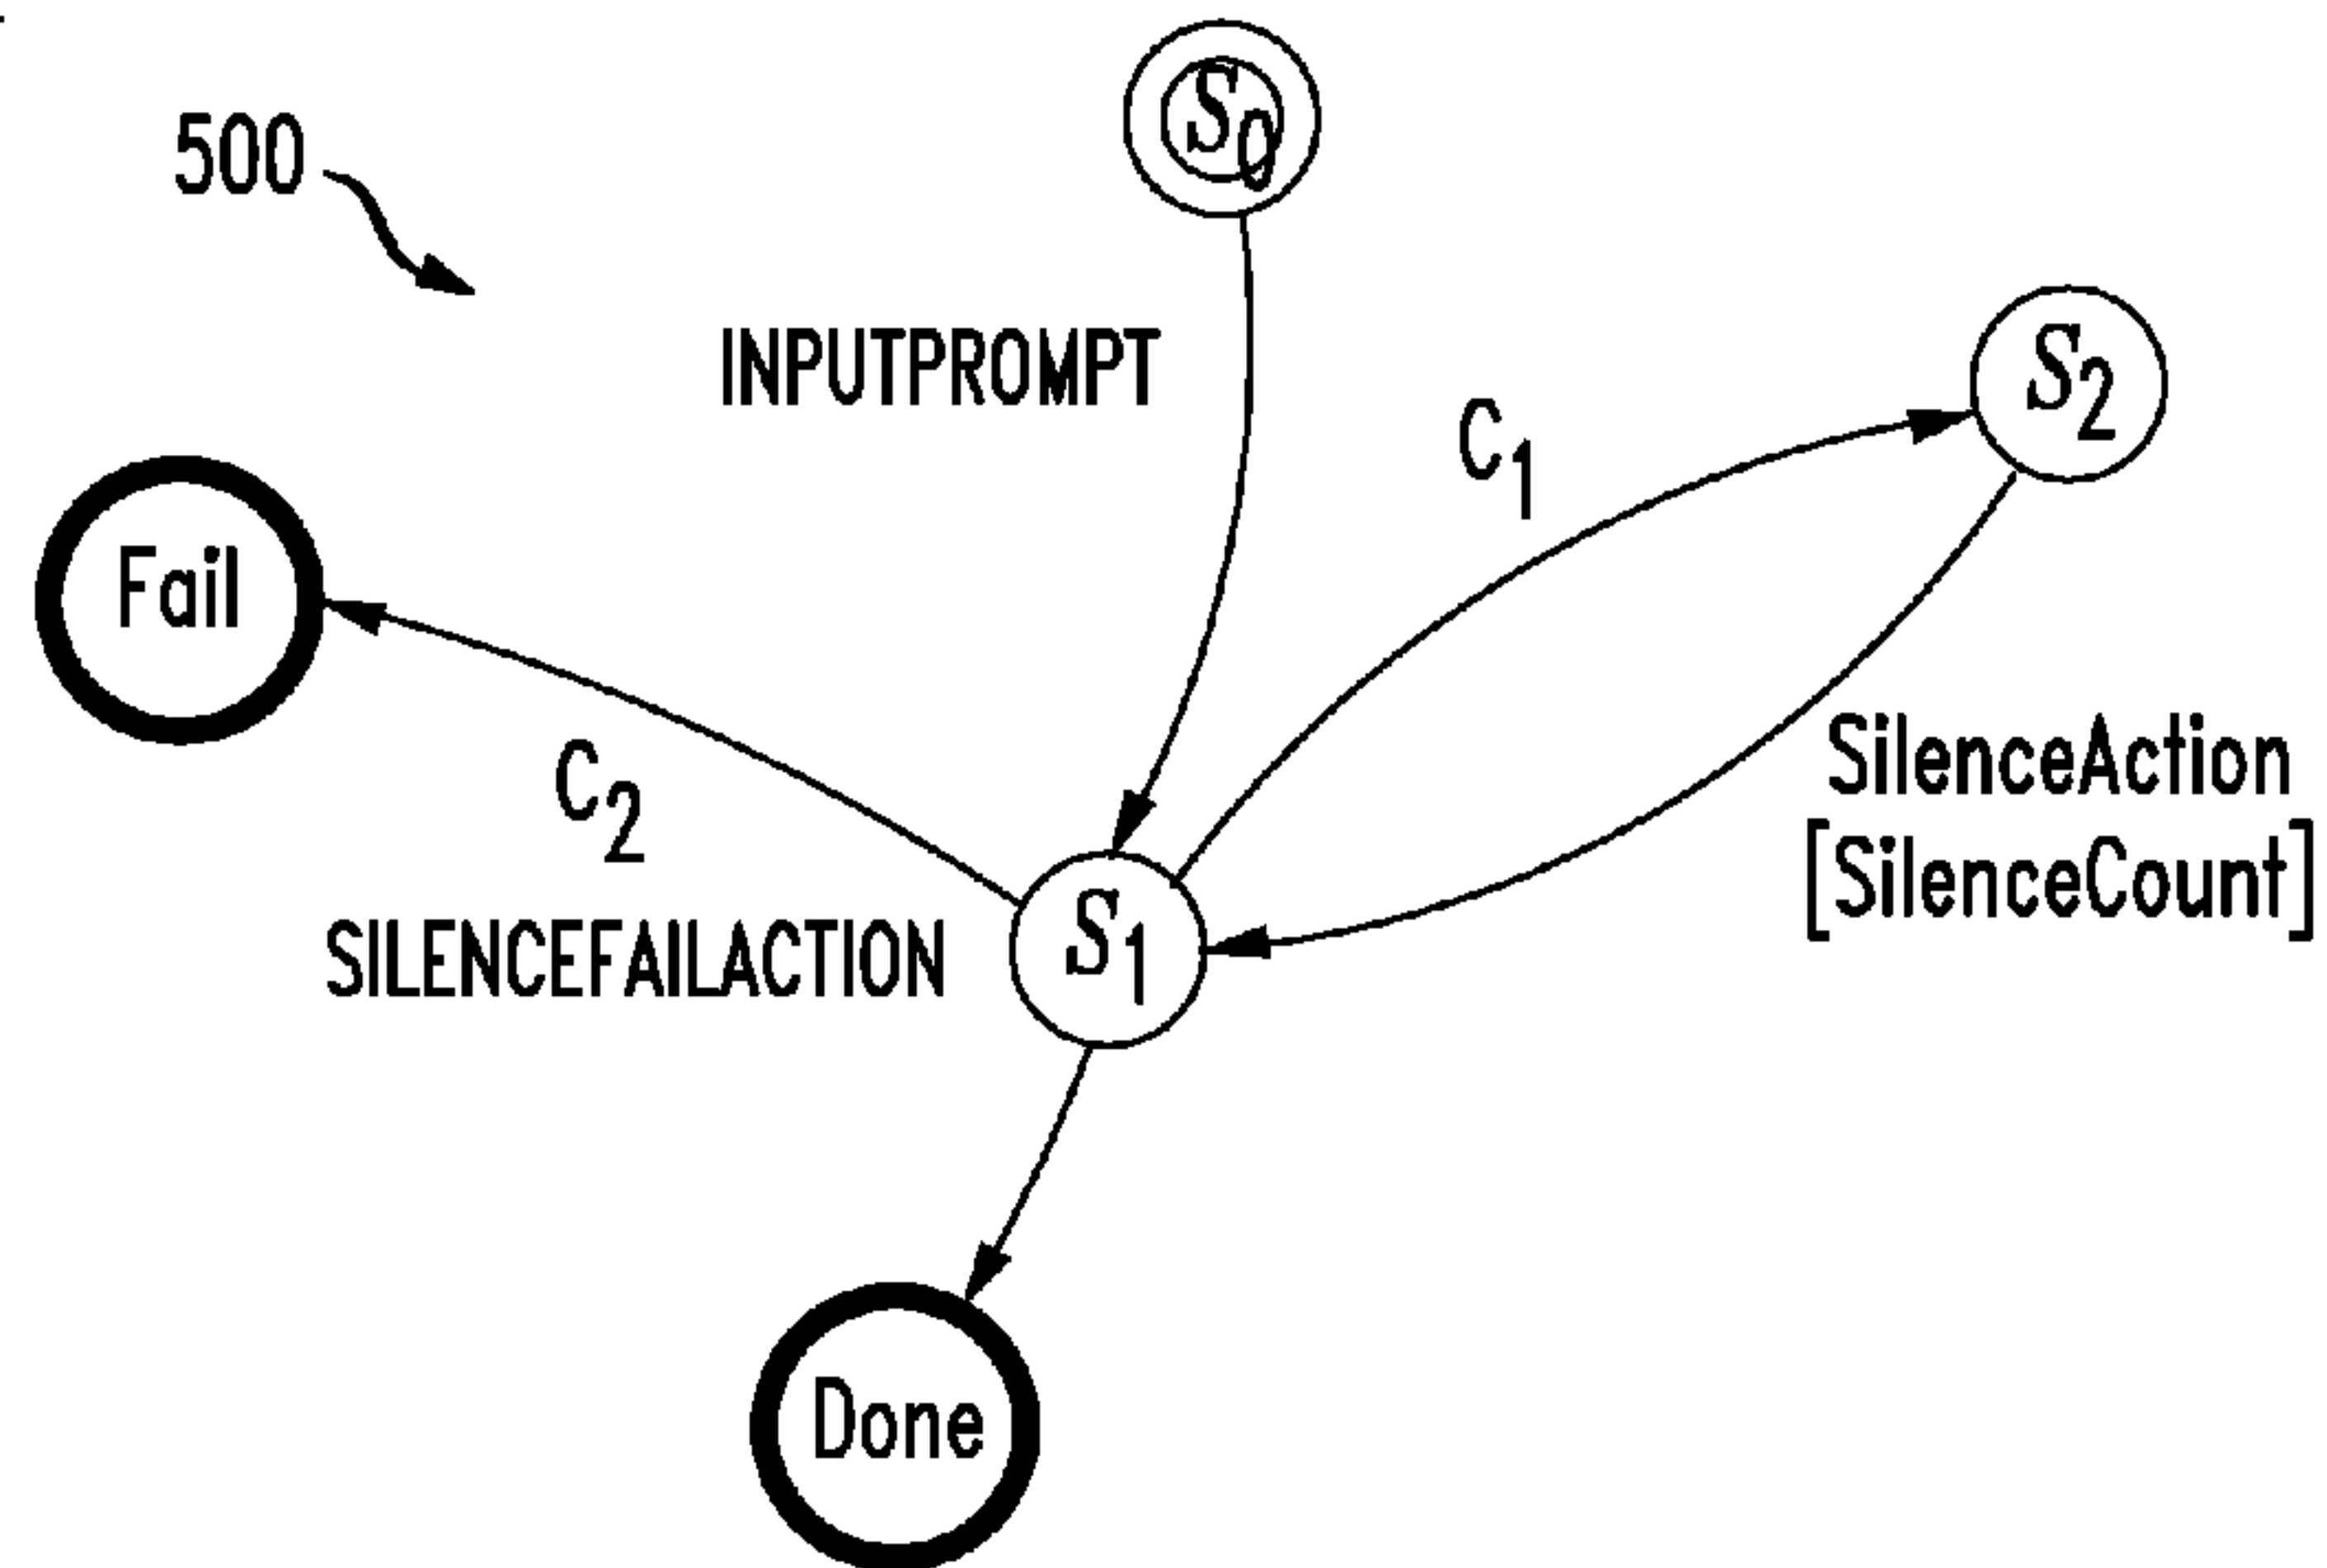 S0
500
INPUTPROMPT
S2
C1
Fail
C2
SilenceAction
[SilenceCount]
SILENCEFAILACTION
S1
Done